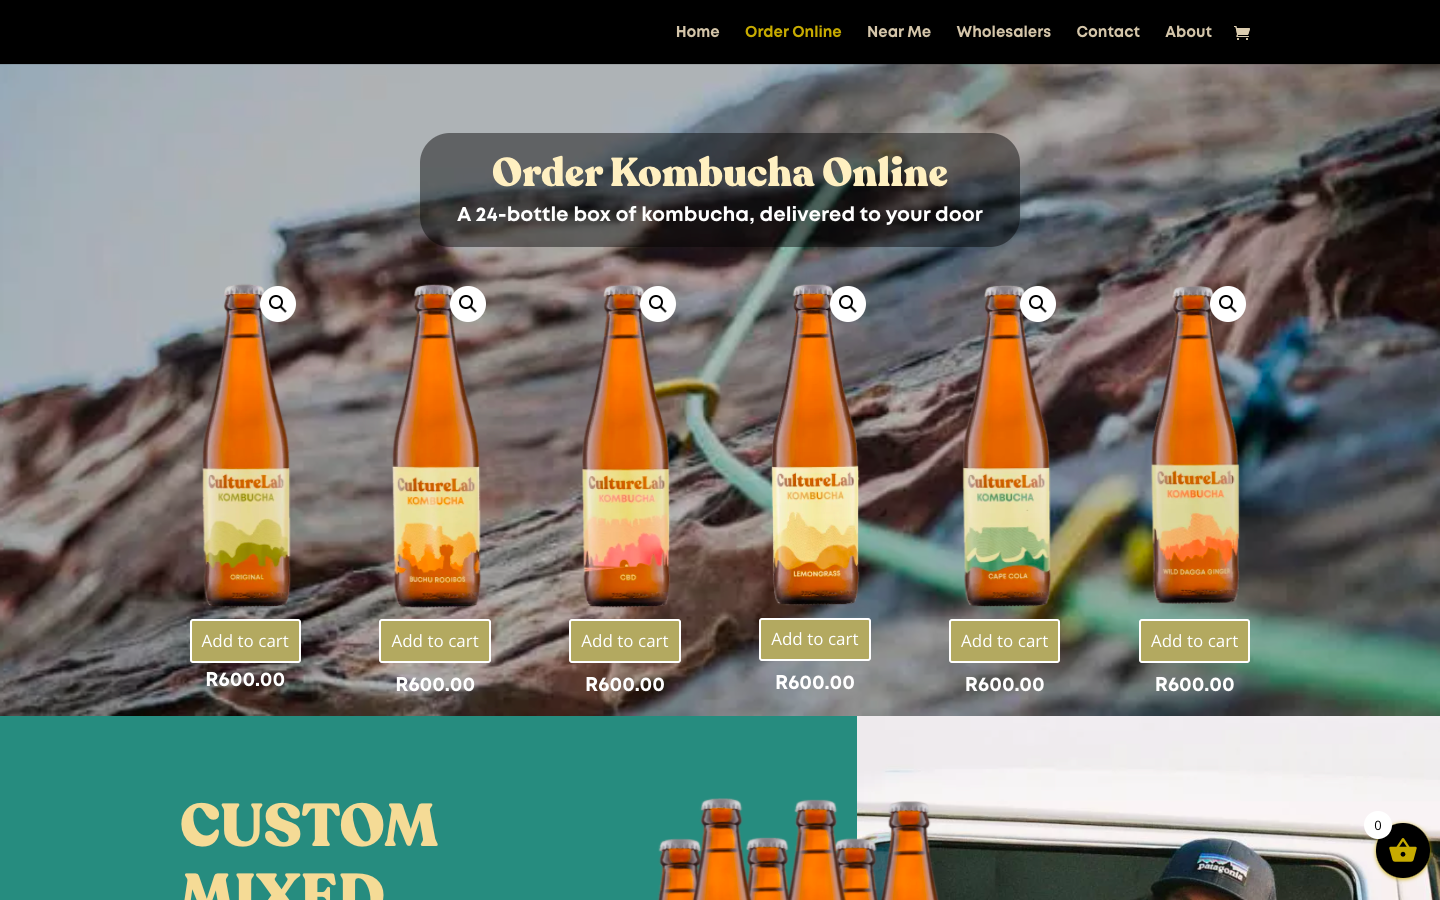 Home Order Online Near Me Wholesalers Contact About
Order Kombucha Online
A 24-bottle box of kombucha, delivered to your door
CultureLab CultureLab CultureLab CultureLab CultureLab CultureLab
KOMBUCHA KOMBUCHA KOMBUCHA KOMBUCHA KOMBUCHA KOMBUCHA
ORIGINAL BUCHU ROOIBOS CBD LEMONGRASS CAPE COLA WILD DAGGA GINGER
Add to cart Add to cart Add to cart Add to cart Add to cart Add to cart
R600.00 R600.00 R600.00 R600.00 R600.00 R600.00
CUSTOM
MIXED
0
patagonia